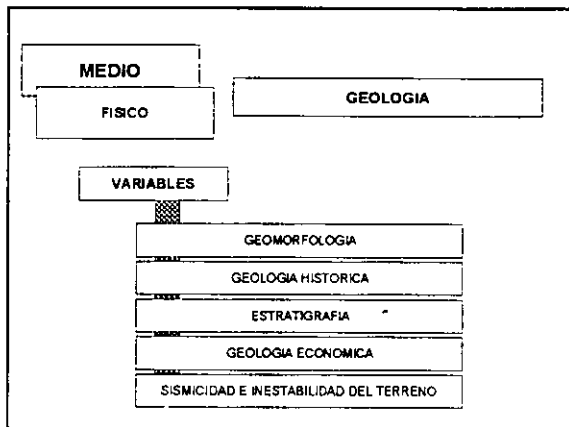 MEDIO
FISICO
GEOLOGIA
VARIABLES
GEOMORFOLOGIA
GEOLOGIA HISTORICA
ESTRATIGRAFIA
GEOLOGIA ECONOMICA
SISMICIDAD E INESTABILIDAD DEL TERRENO